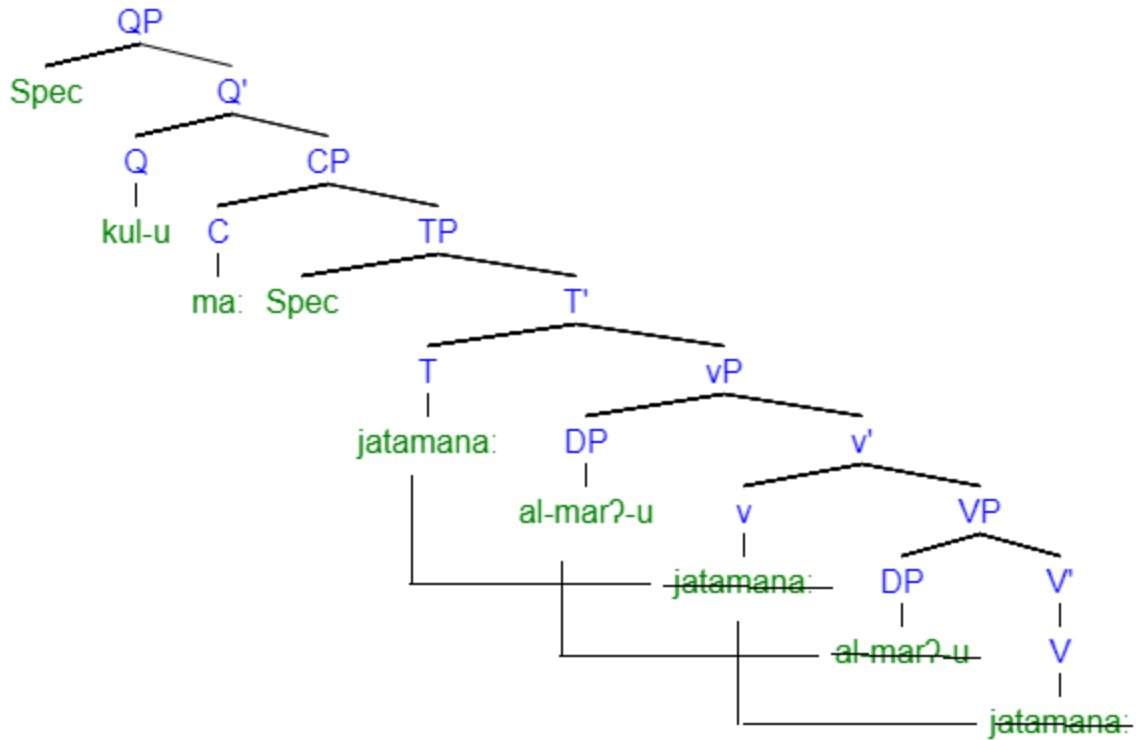 QP
Spec Q'
Q CP
kul-u C TP
ma: Spec T'
T vP
jatamana: DP v'
al-marʔ-u v VP
jatamana: DP V'
al-marʔ-u V
jatamana: